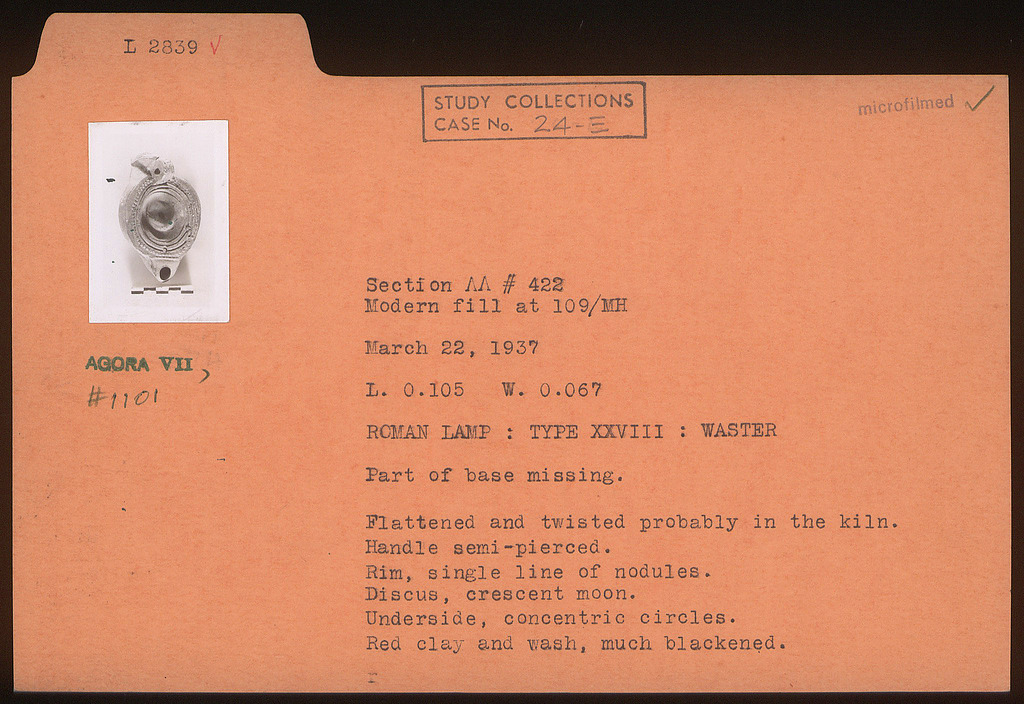 L 2839 √
STUDY COLLECTIONS
CASE No. 24-E
microfilmed ✓
Section ΛΛ # 422
Modern fill at 109/ΜΗ
March 22, 1937
L. 0.105 W. 0.067
AGORA VII,
#1101
ROMAN LAMP : TYPE XXVIII : WASTER
Part of base missing.
Flattened and twisted probably in the kiln.
Handle semi-pierced.
Rim, single line of nodules.
Discus, crescent moon.
Underside, concentric circles.
Red clay and wash, much blackened.